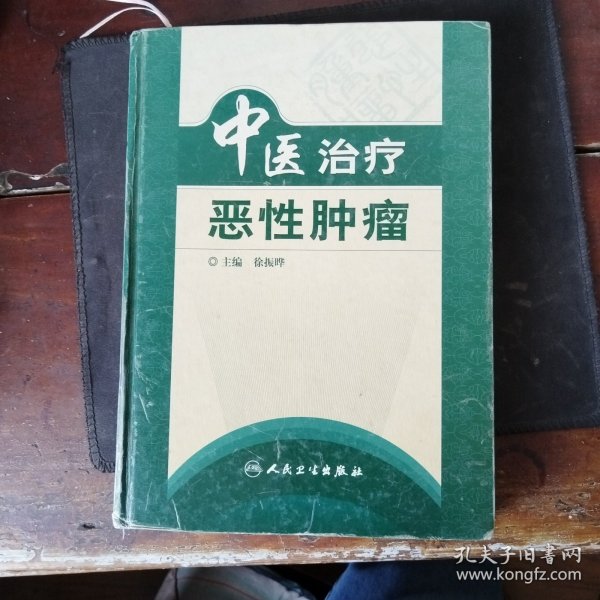 中医治疗
恶性肿瘤
◎主编 徐振晔
人民卫生出版社
孔夫子旧书网
www.kongfz.com